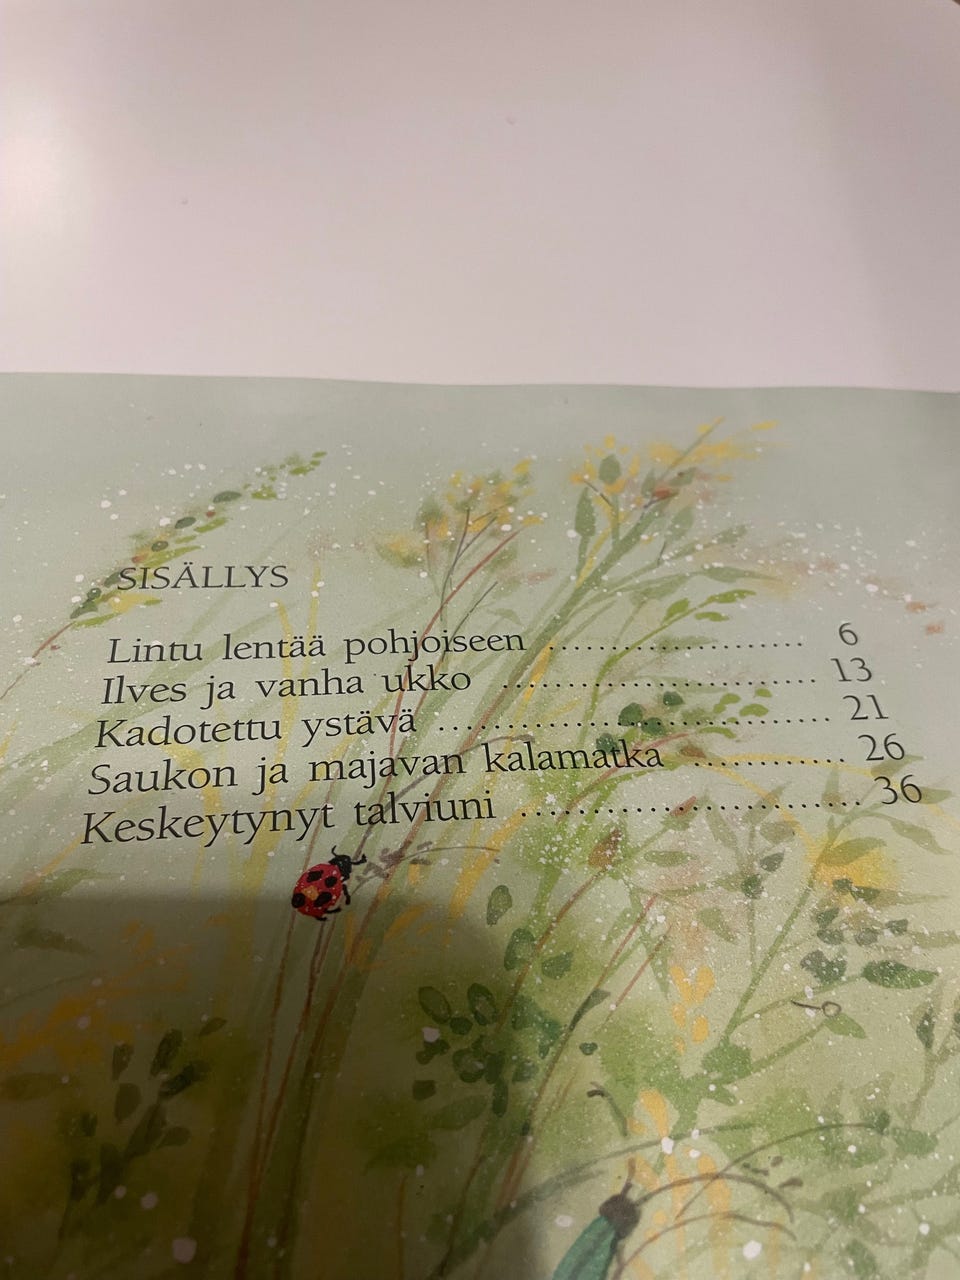 SISÄLLYS
Lintu lentää pohjoiseen ..................... 6
Ilves ja vanha ukko ......................... 13
Kadotettu ystävä ............................... 21
Saukon ja majavan kalamatka ............ 26
Keskeytynyt talviuni .......................... 36